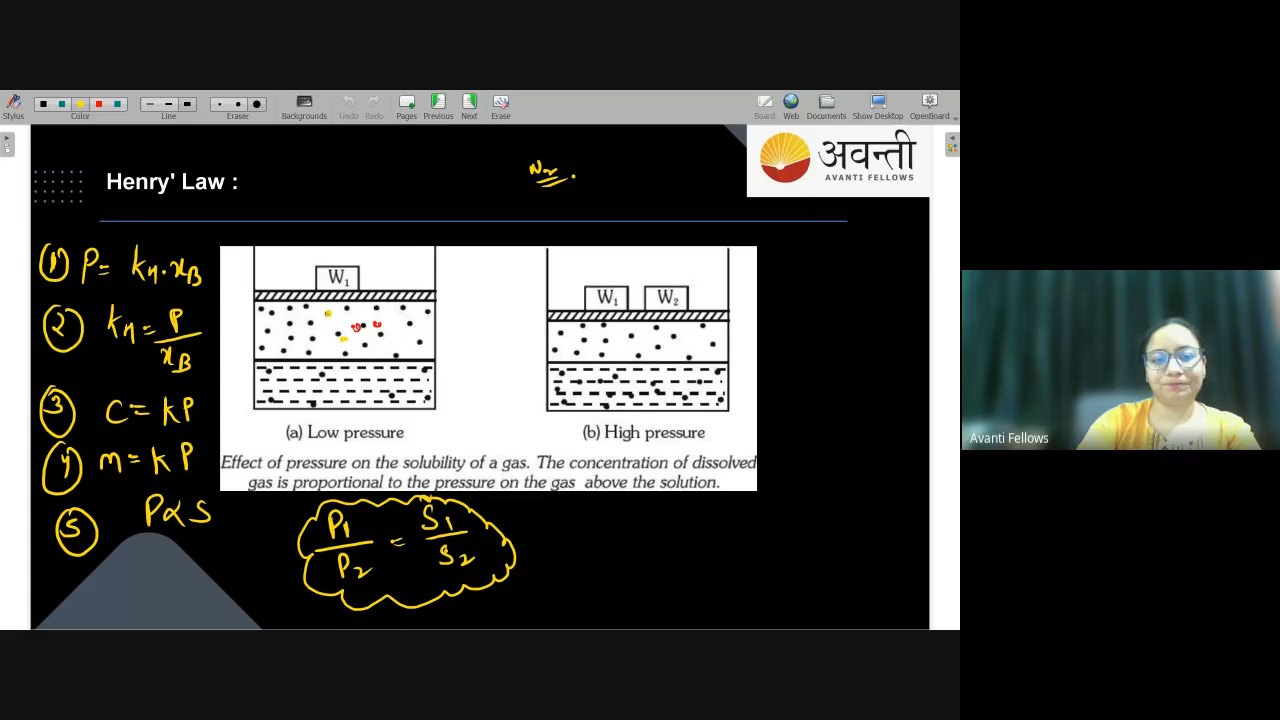 Stylus
Color
Line
Eraser
Backgrounds
Undo
Redo
Pages
Previous
Next
Erase
Board
Web
Documents
Show Desktop
OpenBoard
अवन्ती
AVANTI FELLOWS
Henry' Law :
N₂
① P = kH · xB
② kH = P / xB
③ C = kP
④ m = k P
⑤ P ∝ S
W₁
(a) Low pressure
W₁ W₂
(b) High pressure
Effect of pressure on the solubility of a gas. The concentration of dissolved
gas is proportional to the pressure on the gas above the solution.
P₁ / P₂ = S₁ / S₂
Avanti Fellows